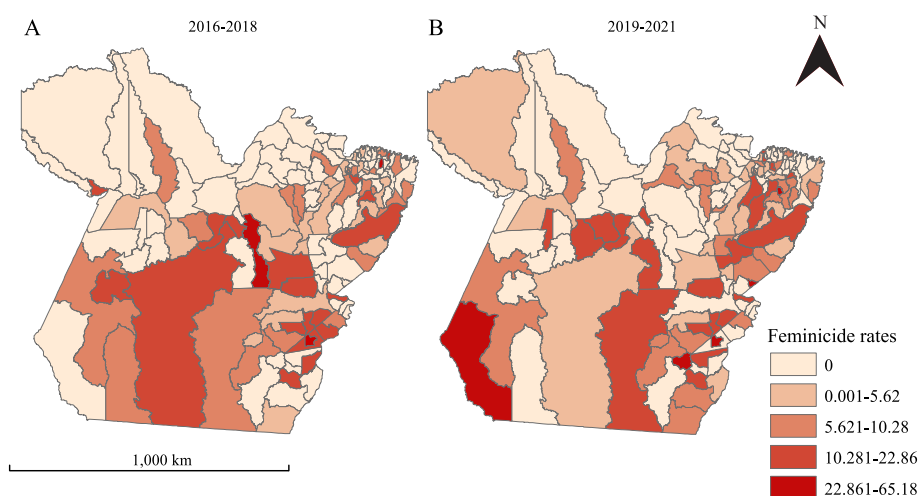 A
2016-2018
B
2019-2021
N
Feminicide rates
0
0.001-5.62
5.621-10.28
10.281-22.86
22.861-65.18
1,000 km